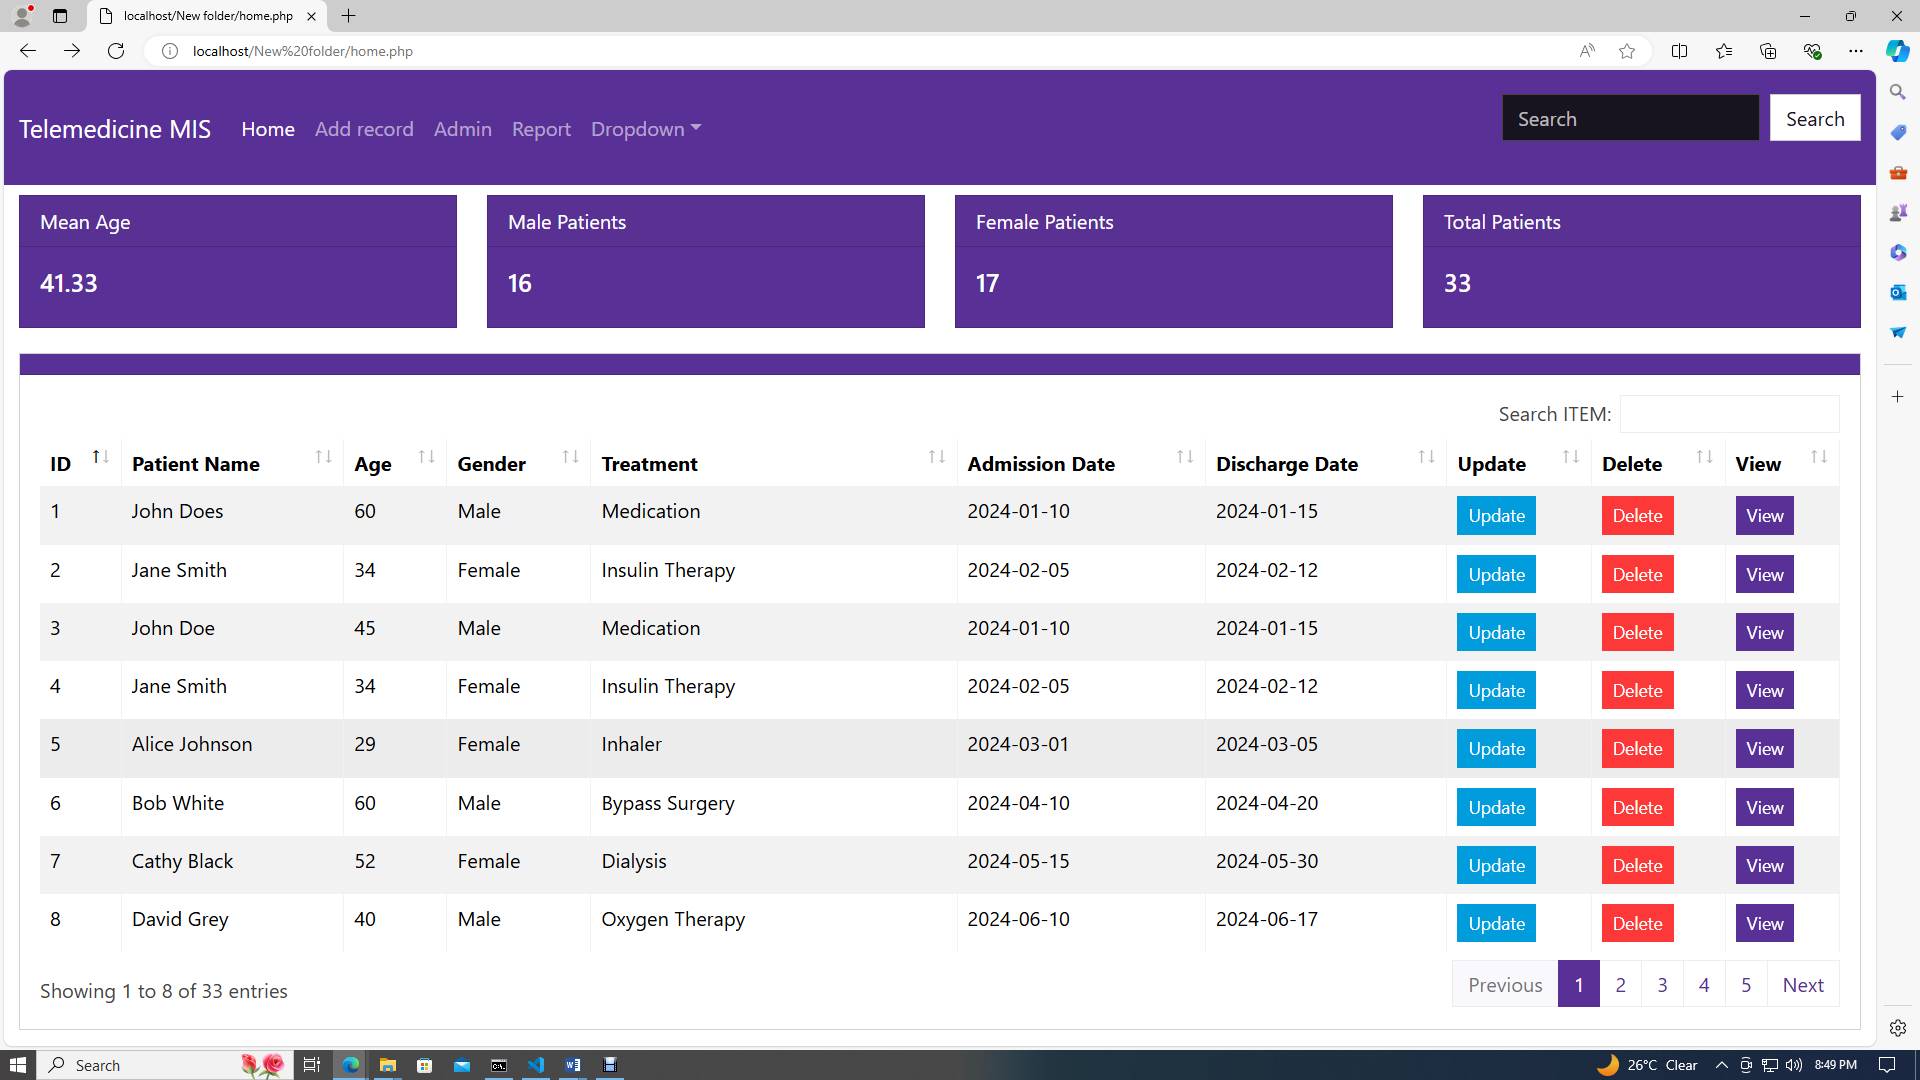 localhost/New folder/home.php
localhost/New%20folder/home.php
Telemedicine MIS Home Add record Admin Report Dropdown Search Search
Mean Age Male Patients Female Patients Total Patients
41.33 16 17 33
Search ITEM:
ID Patient Name Age Gender Treatment Admission Date Discharge Date Update Delete View
1 John Does 60 Male Medication 2024-01-10 2024-01-15 Update Delete View
2 Jane Smith 34 Female Insulin Therapy 2024-02-05 2024-02-12 Update Delete View
3 John Doe 45 Male Medication 2024-01-10 2024-01-15 Update Delete View
4 Jane Smith 34 Female Insulin Therapy 2024-02-05 2024-02-12 Update Delete View
5 Alice Johnson 29 Female Inhaler 2024-03-01 2024-03-05 Update Delete View
6 Bob White 60 Male Bypass Surgery 2024-04-10 2024-04-20 Update Delete View
7 Cathy Black 52 Female Dialysis 2024-05-15 2024-05-30 Update Delete View
8 David Grey 40 Male Oxygen Therapy 2024-06-10 2024-06-17 Update Delete View
Showing 1 to 8 of 33 entries Previous 1 2 3 4 5 Next
Search 26°C Clear 8:49 PM